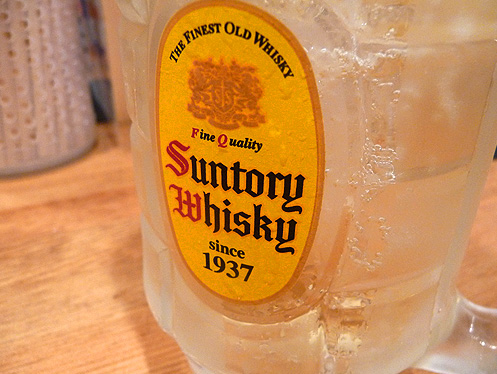 THE FINEST OLD WHISKY
Fine Quality
Suntory
Whisky
since
1937